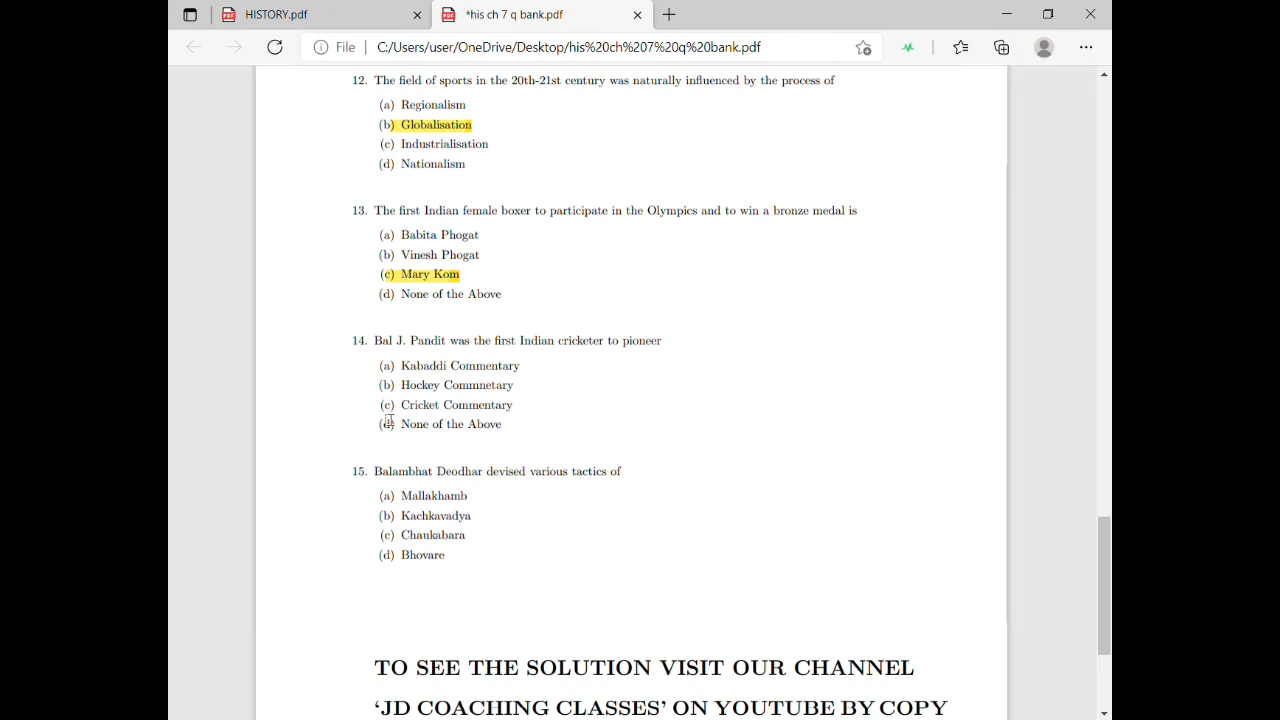 HISTORY.pdf
*his ch 7 q bank.pdf
File
C:/Users/user/OneDrive/Desktop/his%20ch%207%20q%20bank.pdf
12. The field of sports in the 20th-21st century was naturally influenced by the process of
(a) Regionalism
(b) Globalisation
(c) Industrialisation
(d) Nationalism
13. The first Indian female boxer to participate in the Olympics and to win a bronze medal is
(a) Babita Phogat
(b) Vinesh Phogat
(c) Mary Kom
(d) None of the Above
14. Bal J. Pandit was the first Indian cricketer to pioneer
(a) Kabaddi Commentary
(b) Hockey Commnetary
(c) Cricket Commentary
(d) None of the Above
15. Balambhat Deodhar devised various tactics of
(a) Mallakhamb
(b) Kachkavadya
(c) Chaukabara
(d) Bhovare
TO SEE THE SOLUTION VISIT OUR CHANNEL
‘JD COACHING CLASSES’ ON YOUTUBE BY COPY